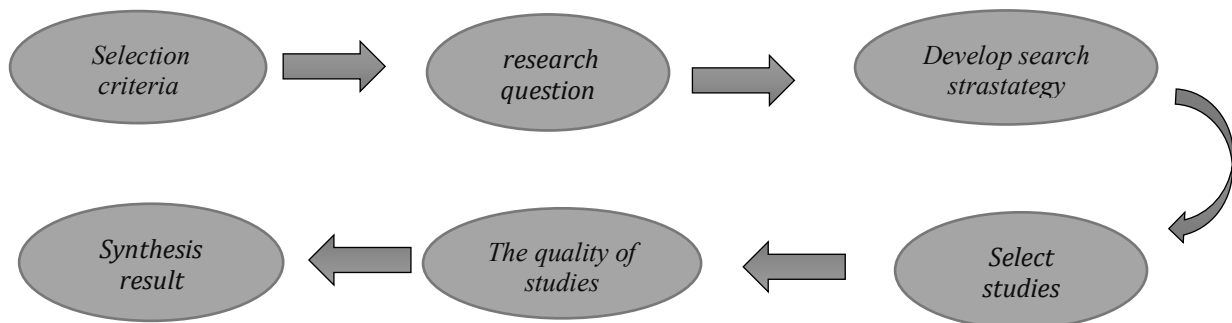 Selection
criteria
research
question
Develop search
strastategy
Select
studies
The quality of
studies
Synthesis
result